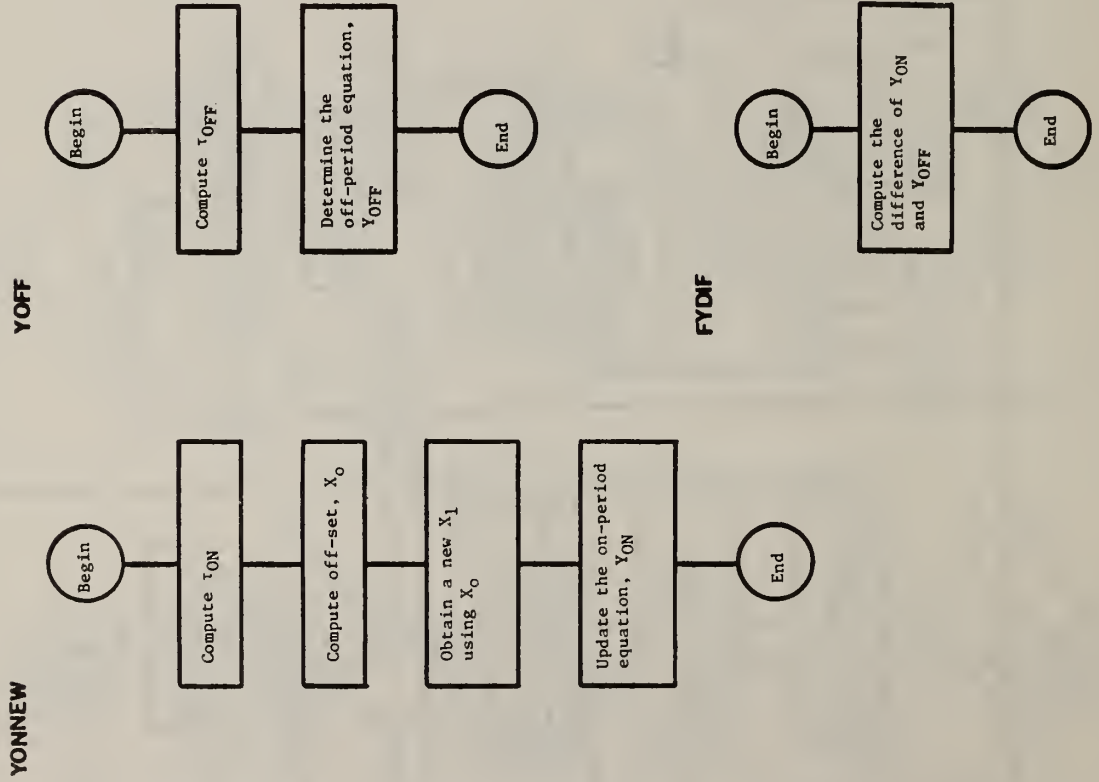 YONNEW
Begin
Compute τON
Compute off-set, Xo
Obtain a new X1
using Xo
Update the on-period
equation, YON
End
YOFF
Begin
Compute τOFF
Determine the
off-period equation,
YOFF
End
FYDIF
Begin
Compute the
difference of YON
and YOFF
End